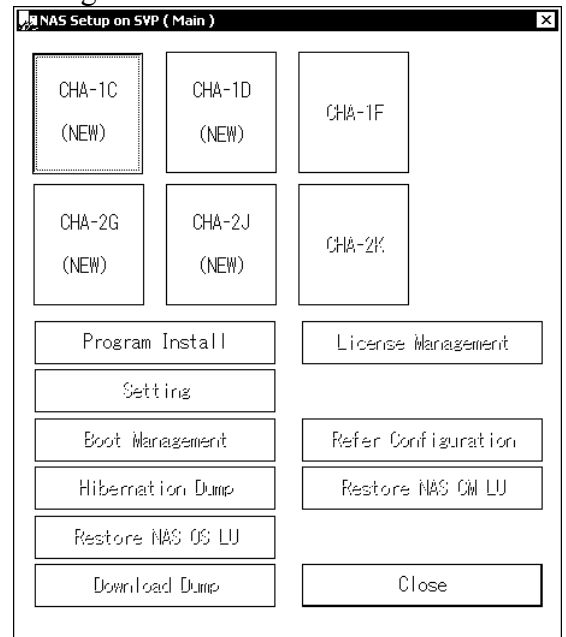 NAS Setup on SVP ( Main )
CHA-1C
(NEW)
CHA-1D
(NEW)
CHA-1F
CHA-2G
(NEW)
CHA-2J
(NEW)
CHA-2K
Program Install
License Management
Setting
Boot Management
Refer Configuration
Hibernation Dump
Restore NAS CM LU
Restore NAS OS LU
Download Dump
Close